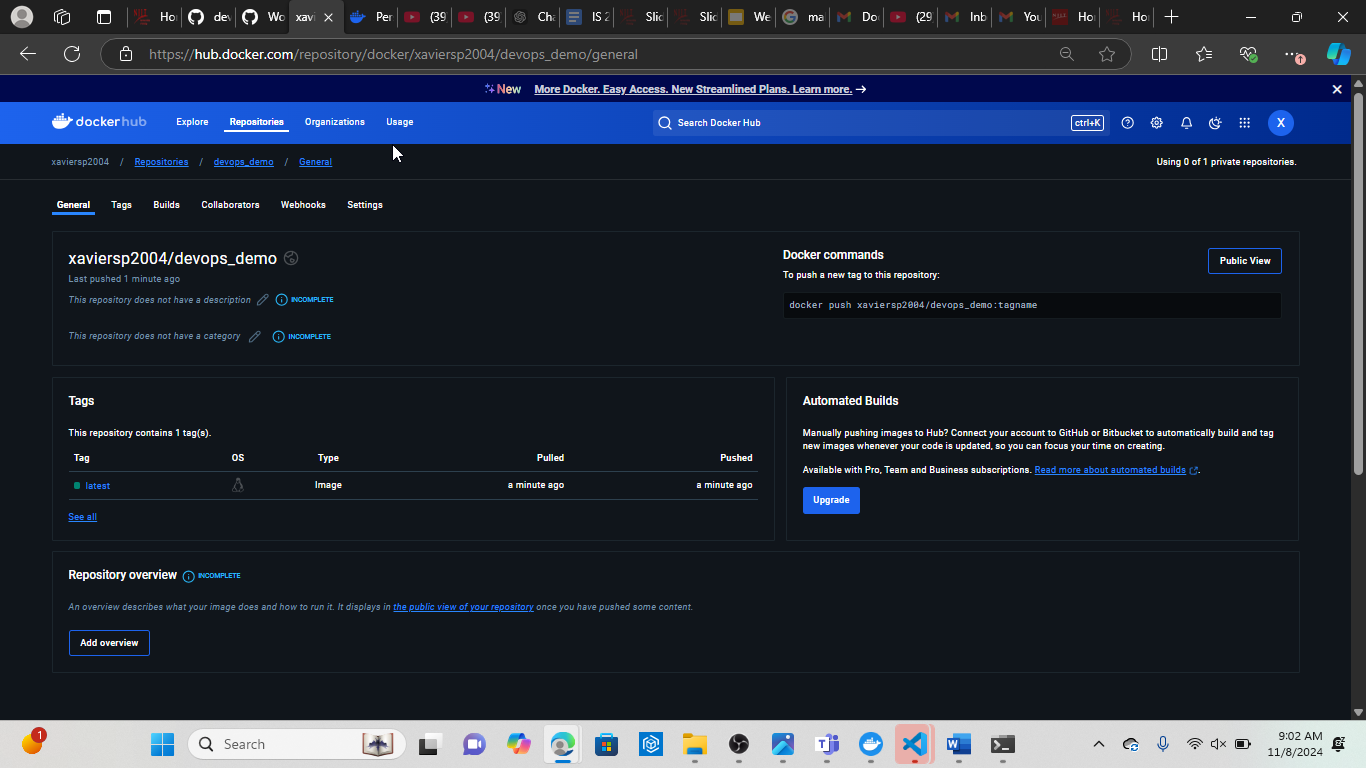 Hor
dev
Wo
xavi
Per
(39
(39
Cha
IS 2
Slic
Slic
We
ma
Do
(29
Inb
You
Hor
Hor
https://hub.docker.com/repository/docker/xaviersp2004/devops_demo/general
New More Docker. Easy Access. New Streamlined Plans. Learn more. →
dockerhub Explore Repositories Organizations Usage Search Docker Hub ctrl+K X
xaviersp2004 / Repositories / devops_demo / General Using 0 of 1 private repositories.
General Tags Builds Collaborators Webhooks Settings
xaviersp2004/devops_demo
Last pushed 1 minute ago
This repository does not have a description INCOMPLETE
This repository does not have a category INCOMPLETE
Docker commands
Public View
To push a new tag to this repository:
docker push xaviersp2004/devops_demo:tagname
Tags
This repository contains 1 tag(s).
Tag OS Type Pulled Pushed
latest Image a minute ago a minute ago
See all
Automated Builds
Manually pushing images to Hub? Connect your account to GitHub or Bitbucket to automatically build and tag
new images whenever your code is updated, so you can focus your time on creating.
Available with Pro, Team and Business subscriptions. Read more about automated builds .
Upgrade
Repository overview INCOMPLETE
An overview describes what your image does and how to run it. It displays in the public view of your repository once you have pushed some content.
Add overview
1
Search
9:02 AM
11/8/2024